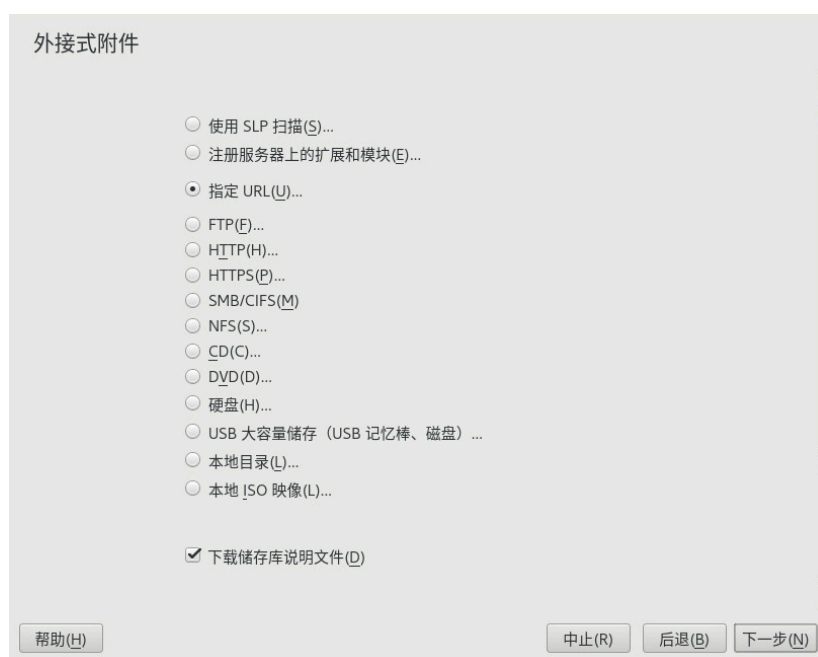 外接式附件
使用 SLP 扫描(S)...
注册服务器上的扩展和模块(E)...
指定 URL(U)...
FTP(F)...
HTTP(H)...
HTTPS(P)...
SMB/CIFS(M)
NFS(S)...
CD(C)...
DVD(D)...
硬盘(H)...
USB 大容量储存（USB 记忆棒、磁盘）...
本地目录(L)...
本地 ISO 映像(L)...
下载储存库说明文件(D)
帮助(H) 中止(R) 后退(B) 下一步(N)